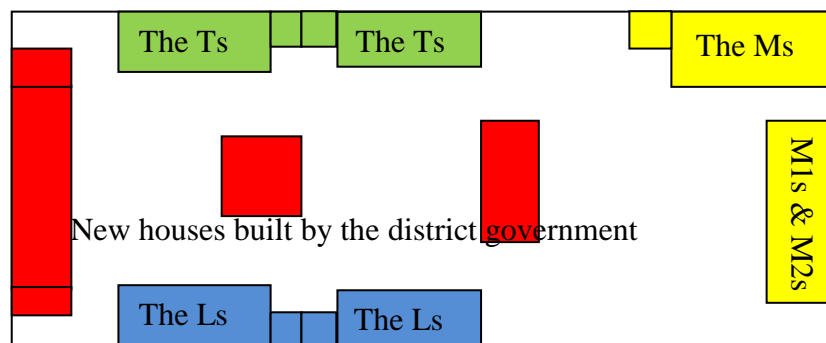 The Ts
The Ts
The Ms
M1s & M2s
New houses built by the district government
The Ls
The Ls